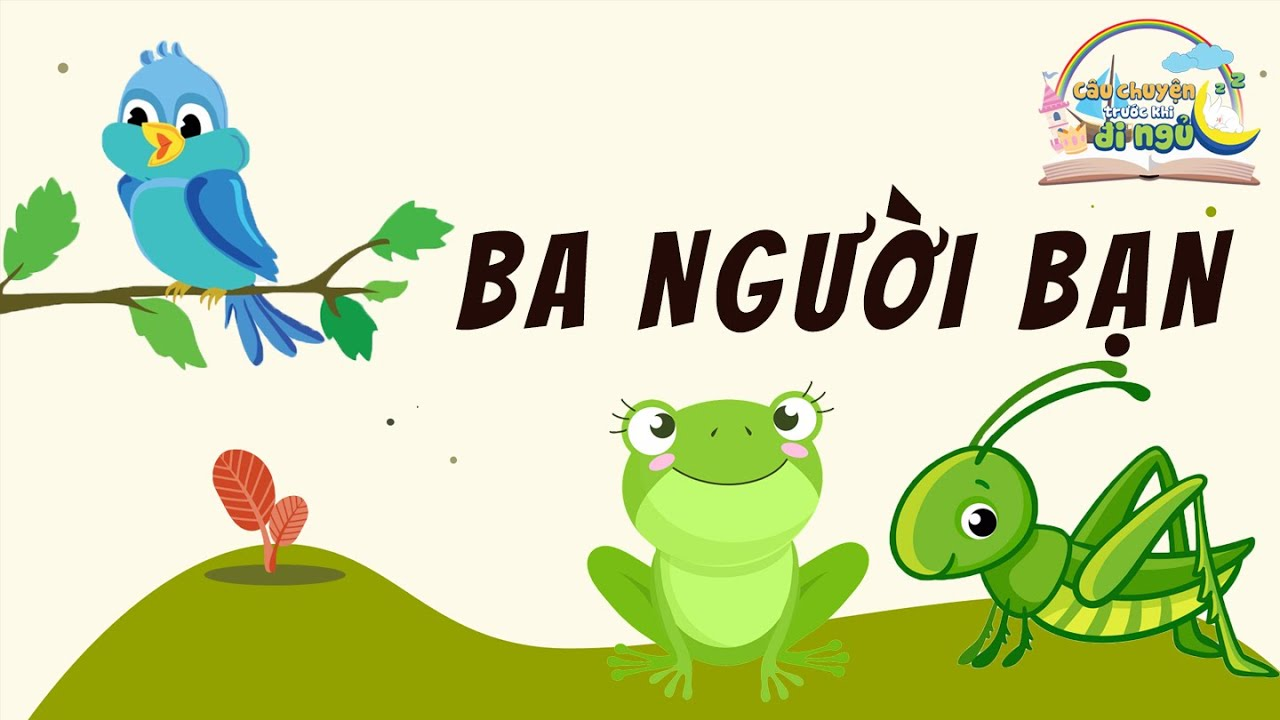 Câu chuyện
trước khi
đi ngủ
z z
BA NGƯỜI BẠN